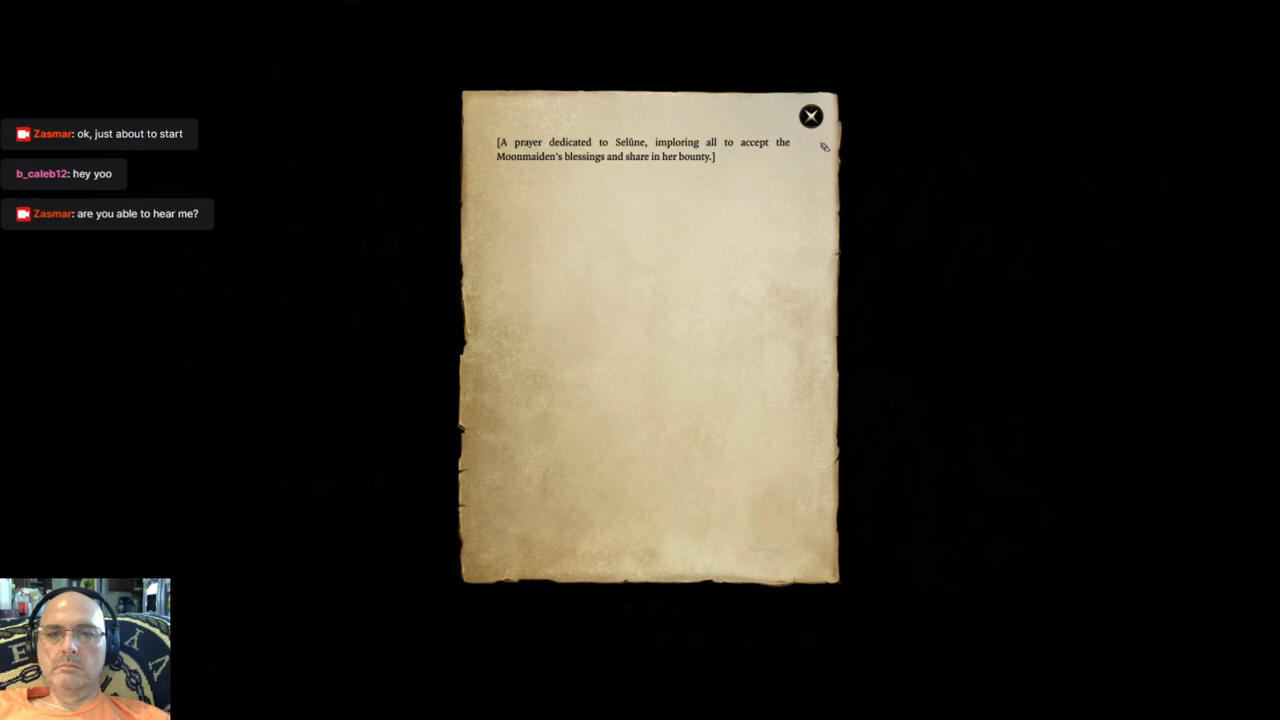 Zasmar: ok, just about to start
b_caleb12: hey yoo
Zasmar: are you able to hear me?
[A prayer dedicated to Selûne, imploring all to accept the
Moonmaiden's blessings and share in her bounty.]